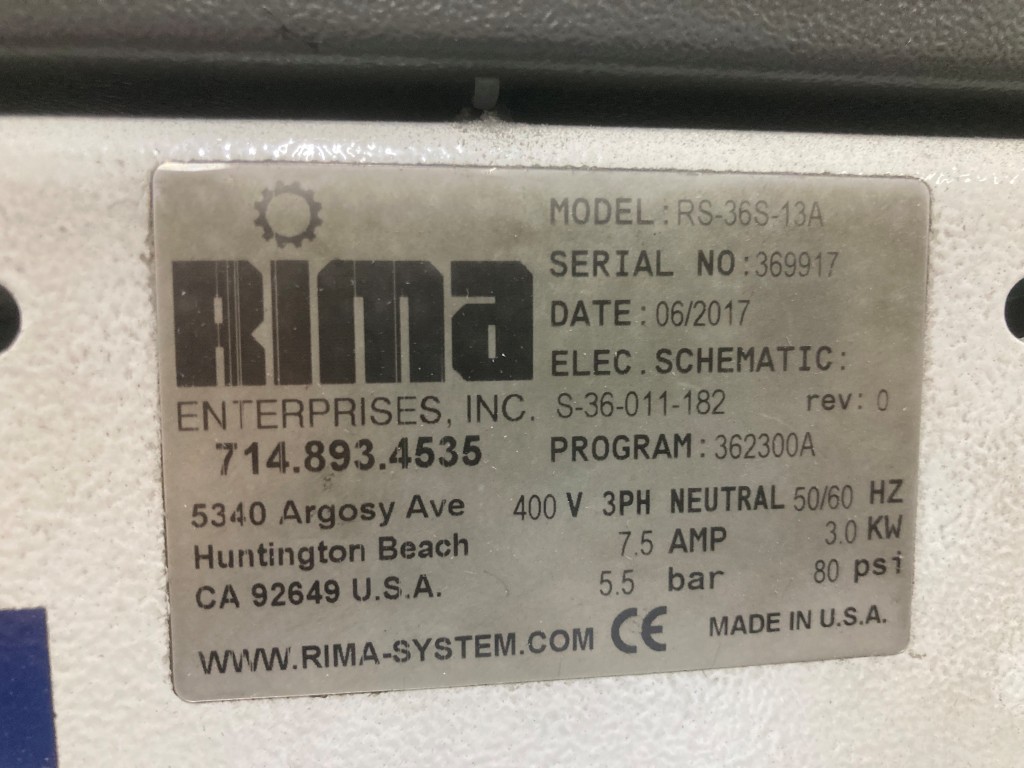 RIMA
ENTERPRISES, INC.
714.893.4535
5340 Argosy Ave
Huntington Beach
CA 92649 U.S.A.
WWW.RIMA-SYSTEM.COM CE
MODEL: RS-36S-13A
SERIAL NO: 369917
DATE: 06/2017
ELEC. SCHEMATIC:
S-36-011-182 rev: 0
PROGRAM: 362300A
400 V 3PH NEUTRAL 50/60 HZ
7.5 AMP 3.0 KW
5.5 bar 80 psi
MADE IN U.S.A.